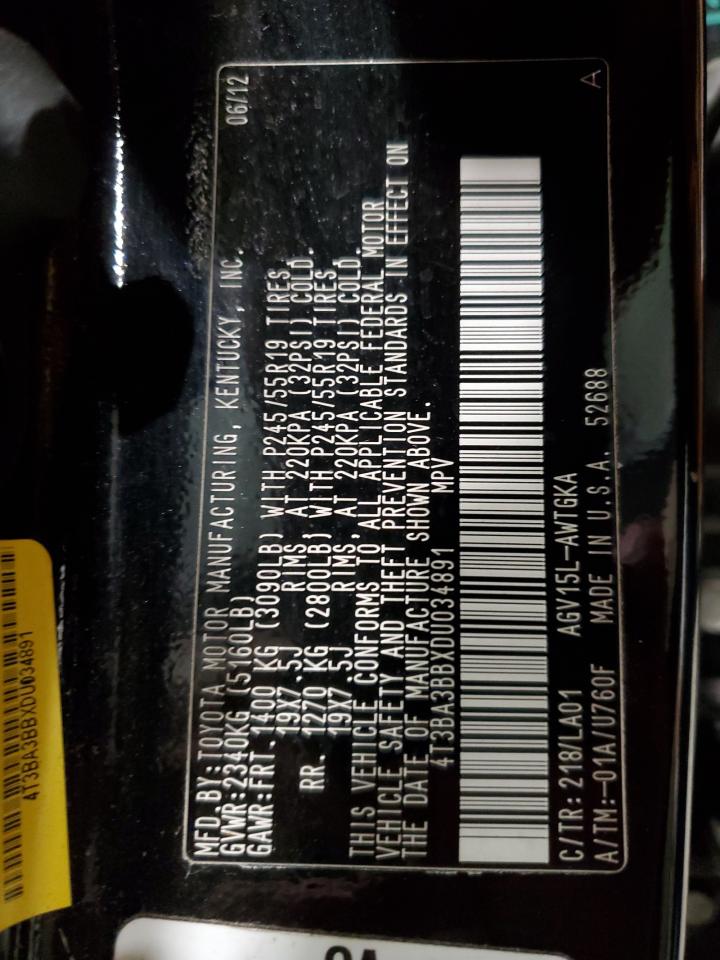 06/12
MFD.BY:TOYOTA MOTOR MANUFACTURING, KENTUCKY, INC.
GVWR:2340KG (5160LB)
GAWR:FRT.1400 KG (3090LB) WITH P245/55R19 TIRES,
19X7.5J RIMS, AT 220KPA (32PSI) COLD.
RR. 1270 KG (2800LB) WITH P245/55R19 TIRES
19X7.5J RIMS, AT 220KPA (32PSI) COLD.
THIS VEHICLE CONFORMS TO ALL APPLICABLE FEDERAL MOTOR
VEHICLE SAFETY AND THEFT PREVENTION STANDARDS IN EFFECT ON
THE DATE OF MANUFACTURE SHOWN ABOVE.
4T3BA3BBXDU034891 MPV
C/TR:218/LA01 AGV15L-AWTGKA
A/TM:-01A/U760F MADE IN U.S.A. 52688 A
4T3BA3BBXDU034891